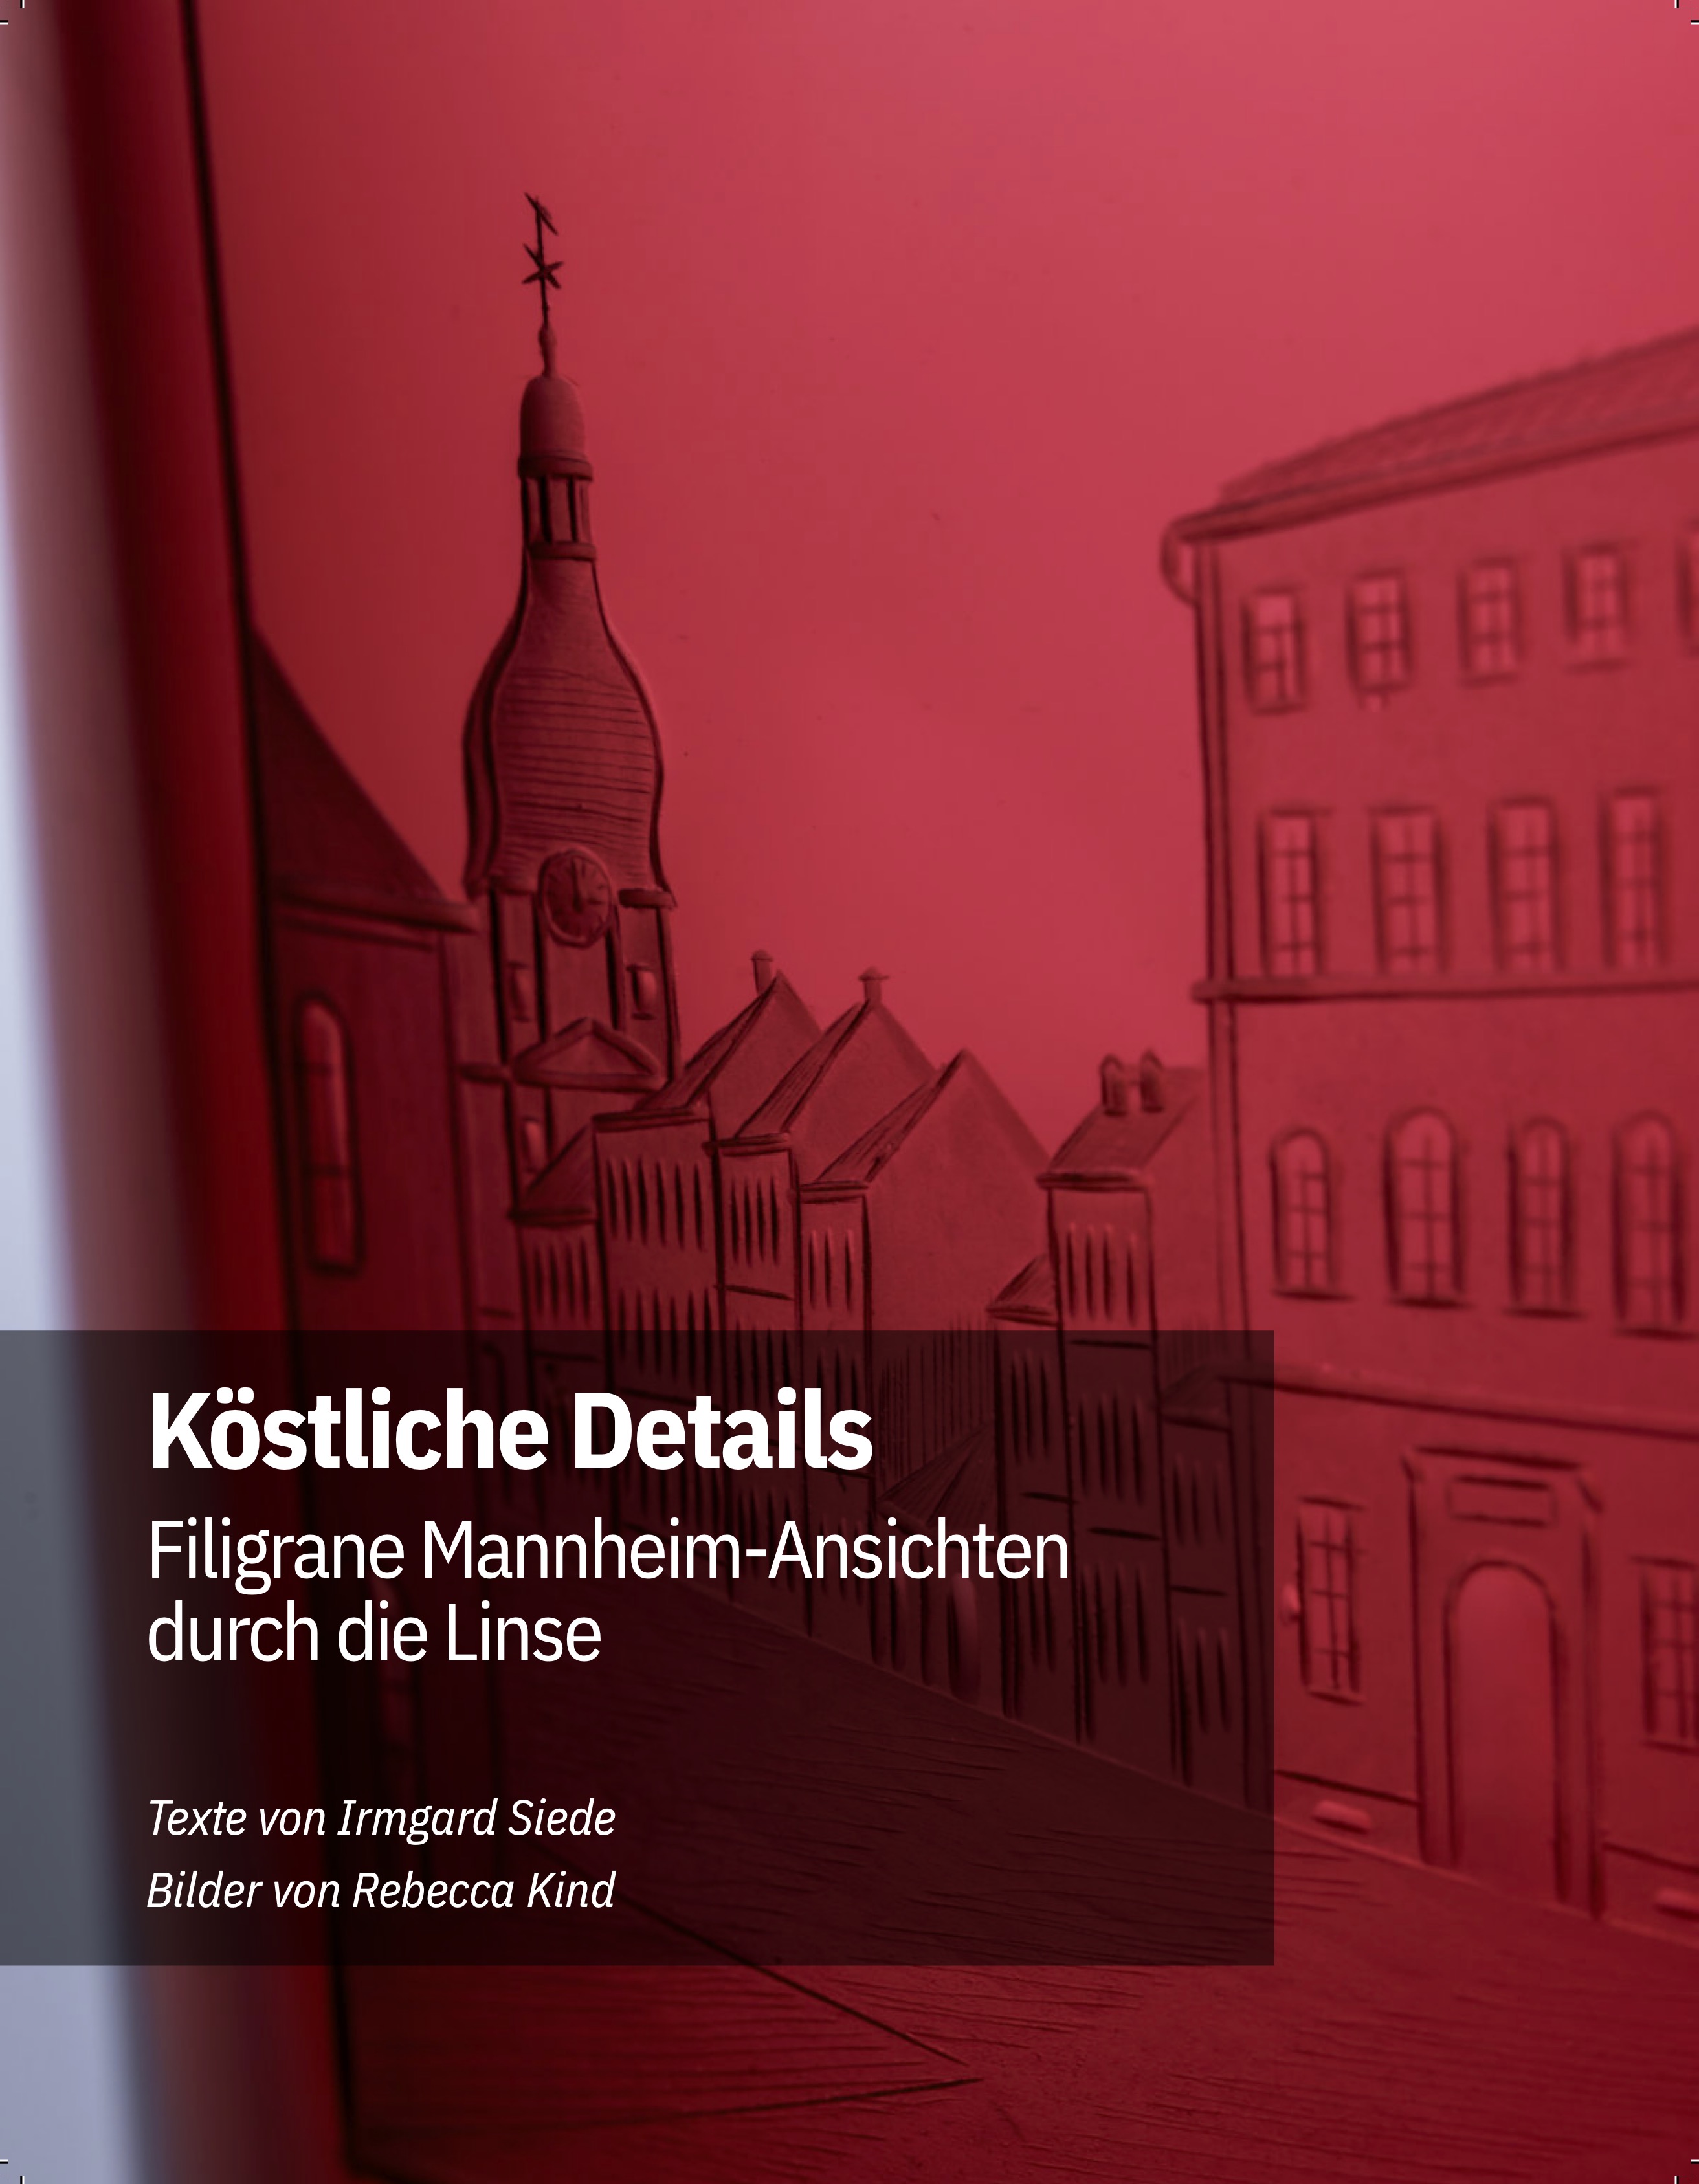 Köstliche Details
Filigrane Mannheim-Ansichten
durch die Linse
Texte von Irmgard Siede
Bilder von Rebecca Kind